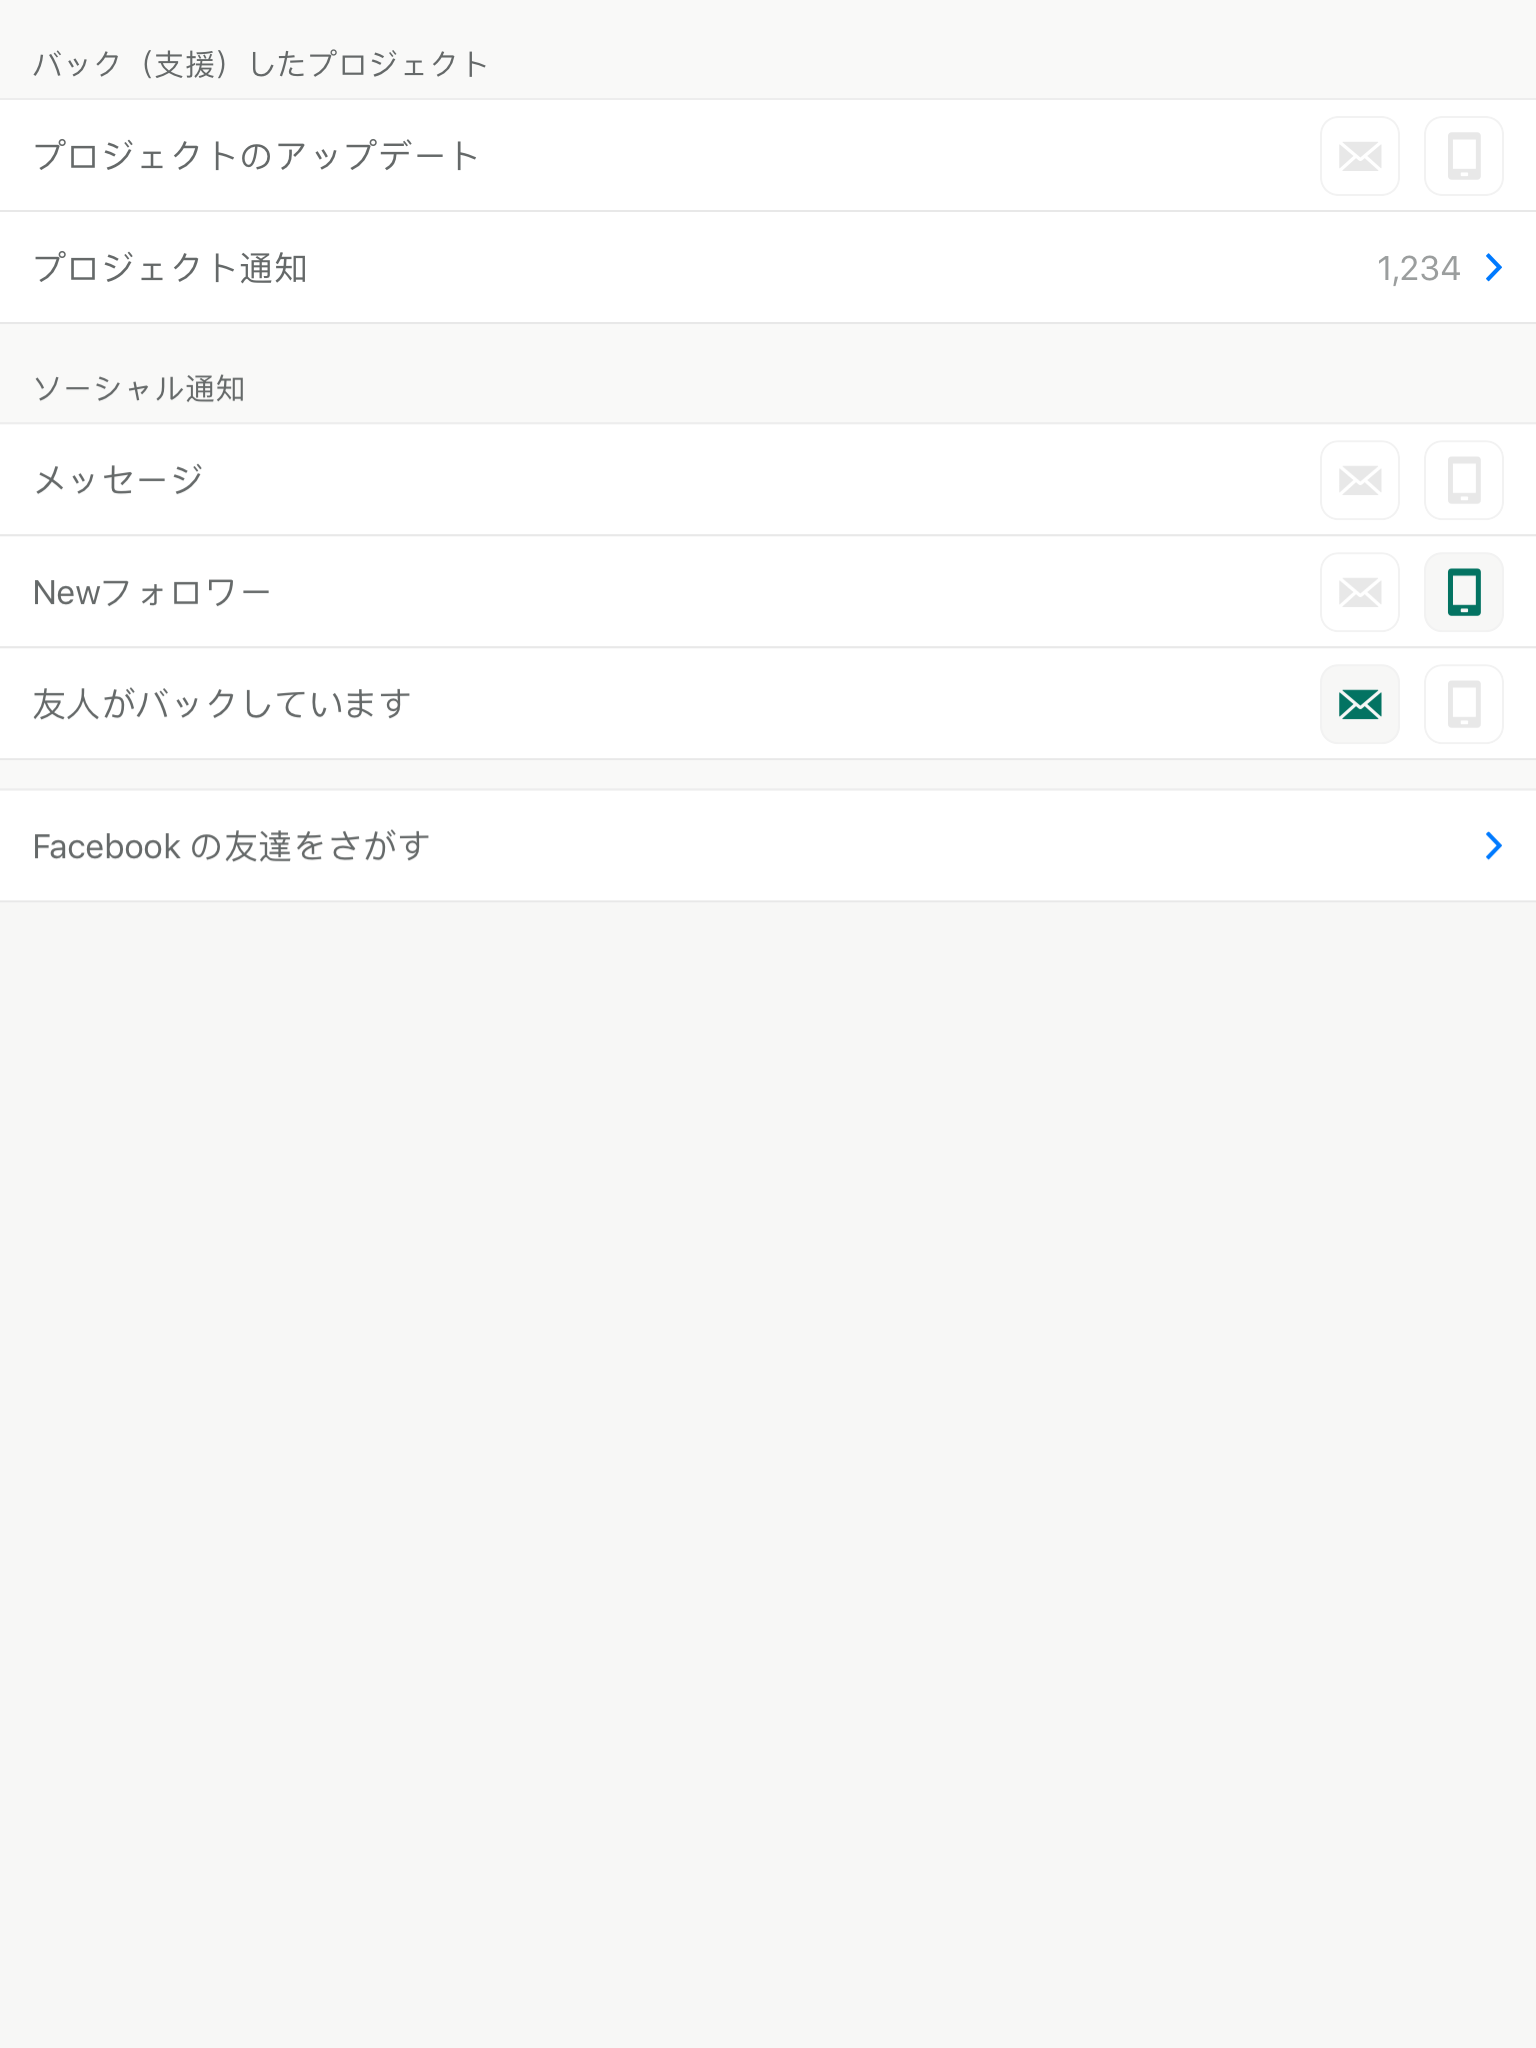 バック（支援）したプロジェクト
プロジェクトのアップデート
プロジェクト通知
1,234
ソーシャル通知
メッセージ
Newフォロワー
友人がバックしています
Facebook の友達をさがす